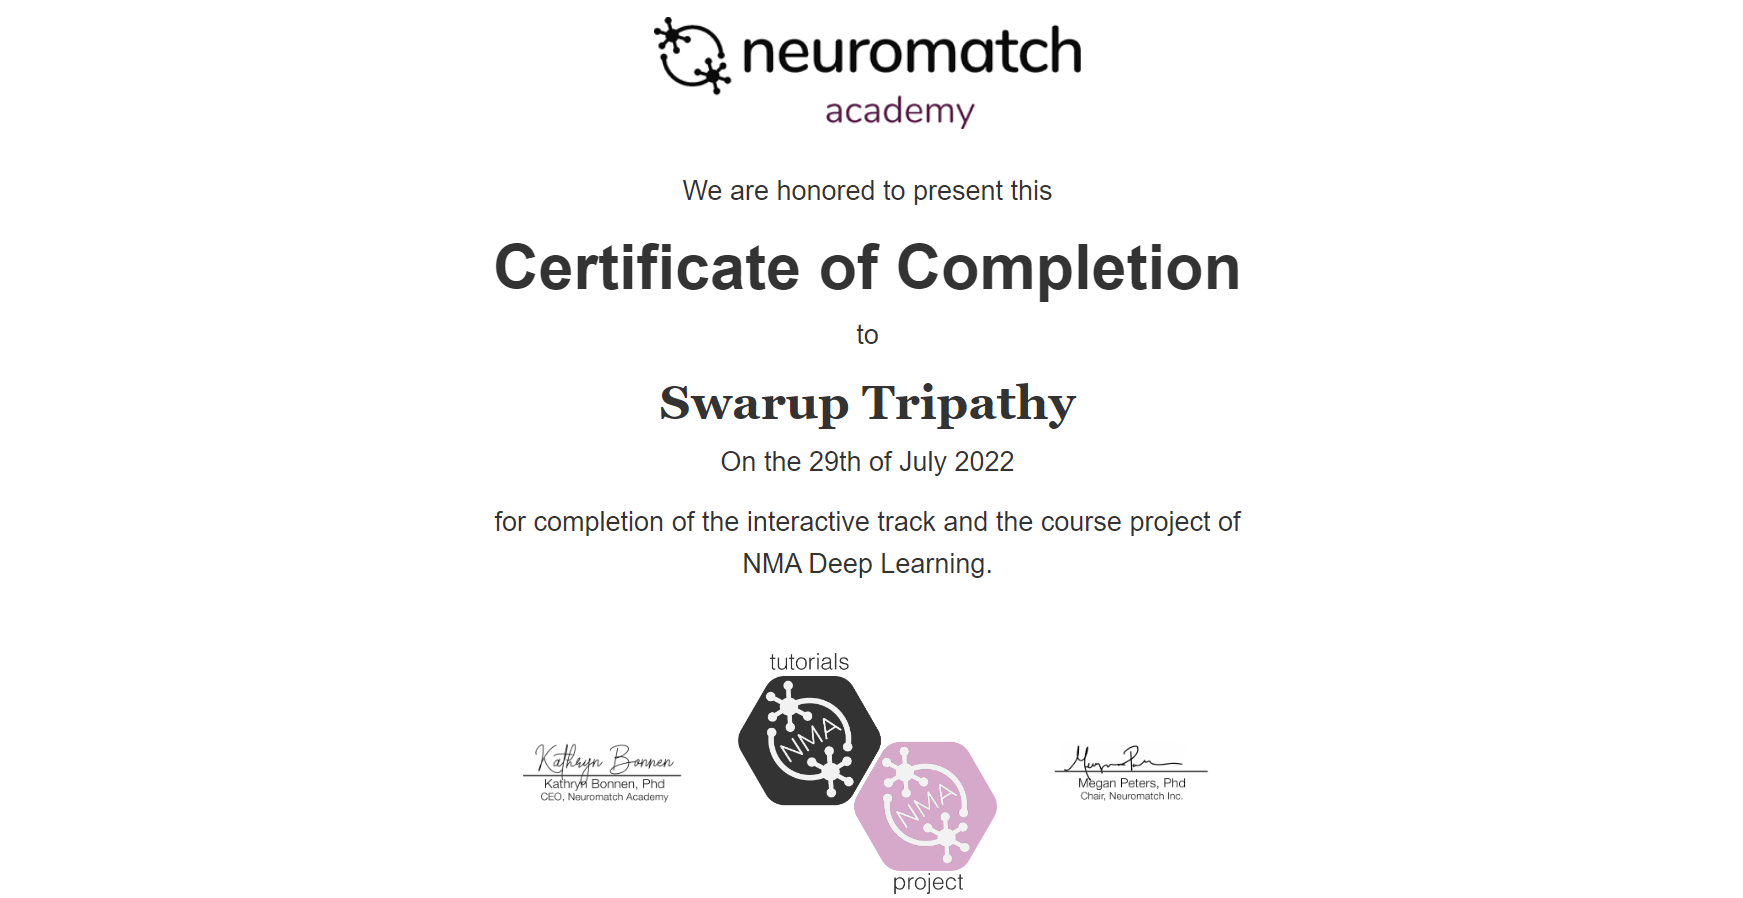 neuromatch
academy
We are honored to present this
Certificate of Completion
to
Swarup Tripathy
On the 29th of July 2022
for completion of the interactive track and the course project of
NMA Deep Learning.
tutorials
NMA
Kathryn Bonnen
Kathryn Bonnen, Phd
CEO, Neuromatch Academy
NMA
Megan Peters, Phd
Chair, Neuromatch Inc.
project